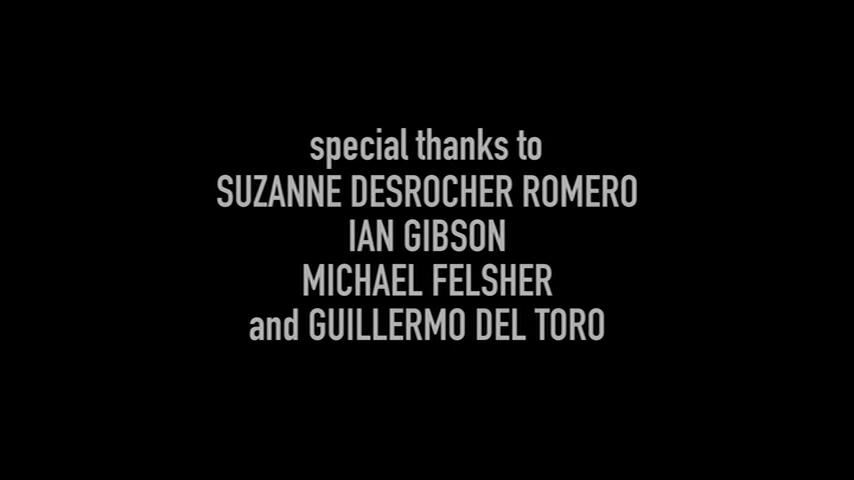 special thanks to
SUZANNE DESROCHER ROMERO
IAN GIBSON
MICHAEL FELSHER
and GUILLERMO DEL TORO